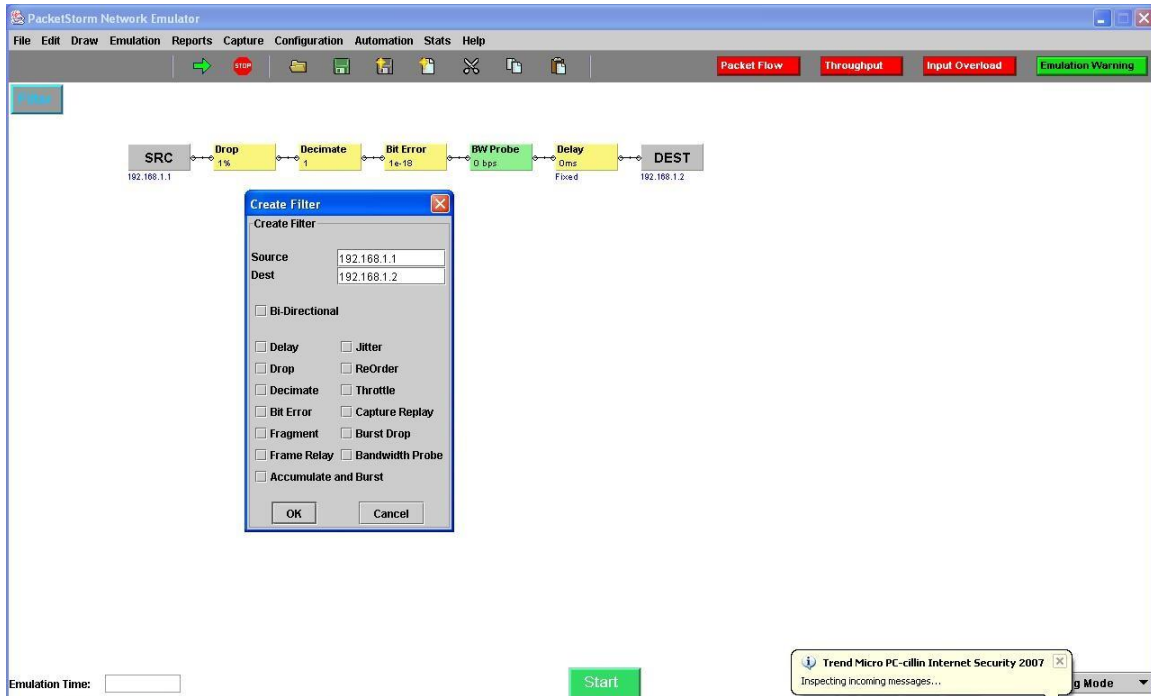 PacketStorm Network Emulator
File Edit Draw Emulation Reports Capture Configuration Automation Stats Help
STOP
Packet Flow Throughput Input Overload Emulation Warning
Filter
SRC Drop 1% Decimate 1 Bit Error 1e-18 BW Probe 0 bps Delay 0ms DEST
192.168.1.1 Fixed 192.168.1.2
Create Filter
Create Filter
Source 192.168.1.1
Dest 192.168.1.2
Bi-Directional
Delay Jitter
Drop ReOrder
Decimate Throttle
Bit Error Capture Replay
Fragment Burst Drop
Frame Relay Bandwidth Probe
Accumulate and Burst
OK Cancel
Trend Micro PC-cillin Internet Security 2007
Inspecting incoming messages...
Emulation Time: Start g Mode